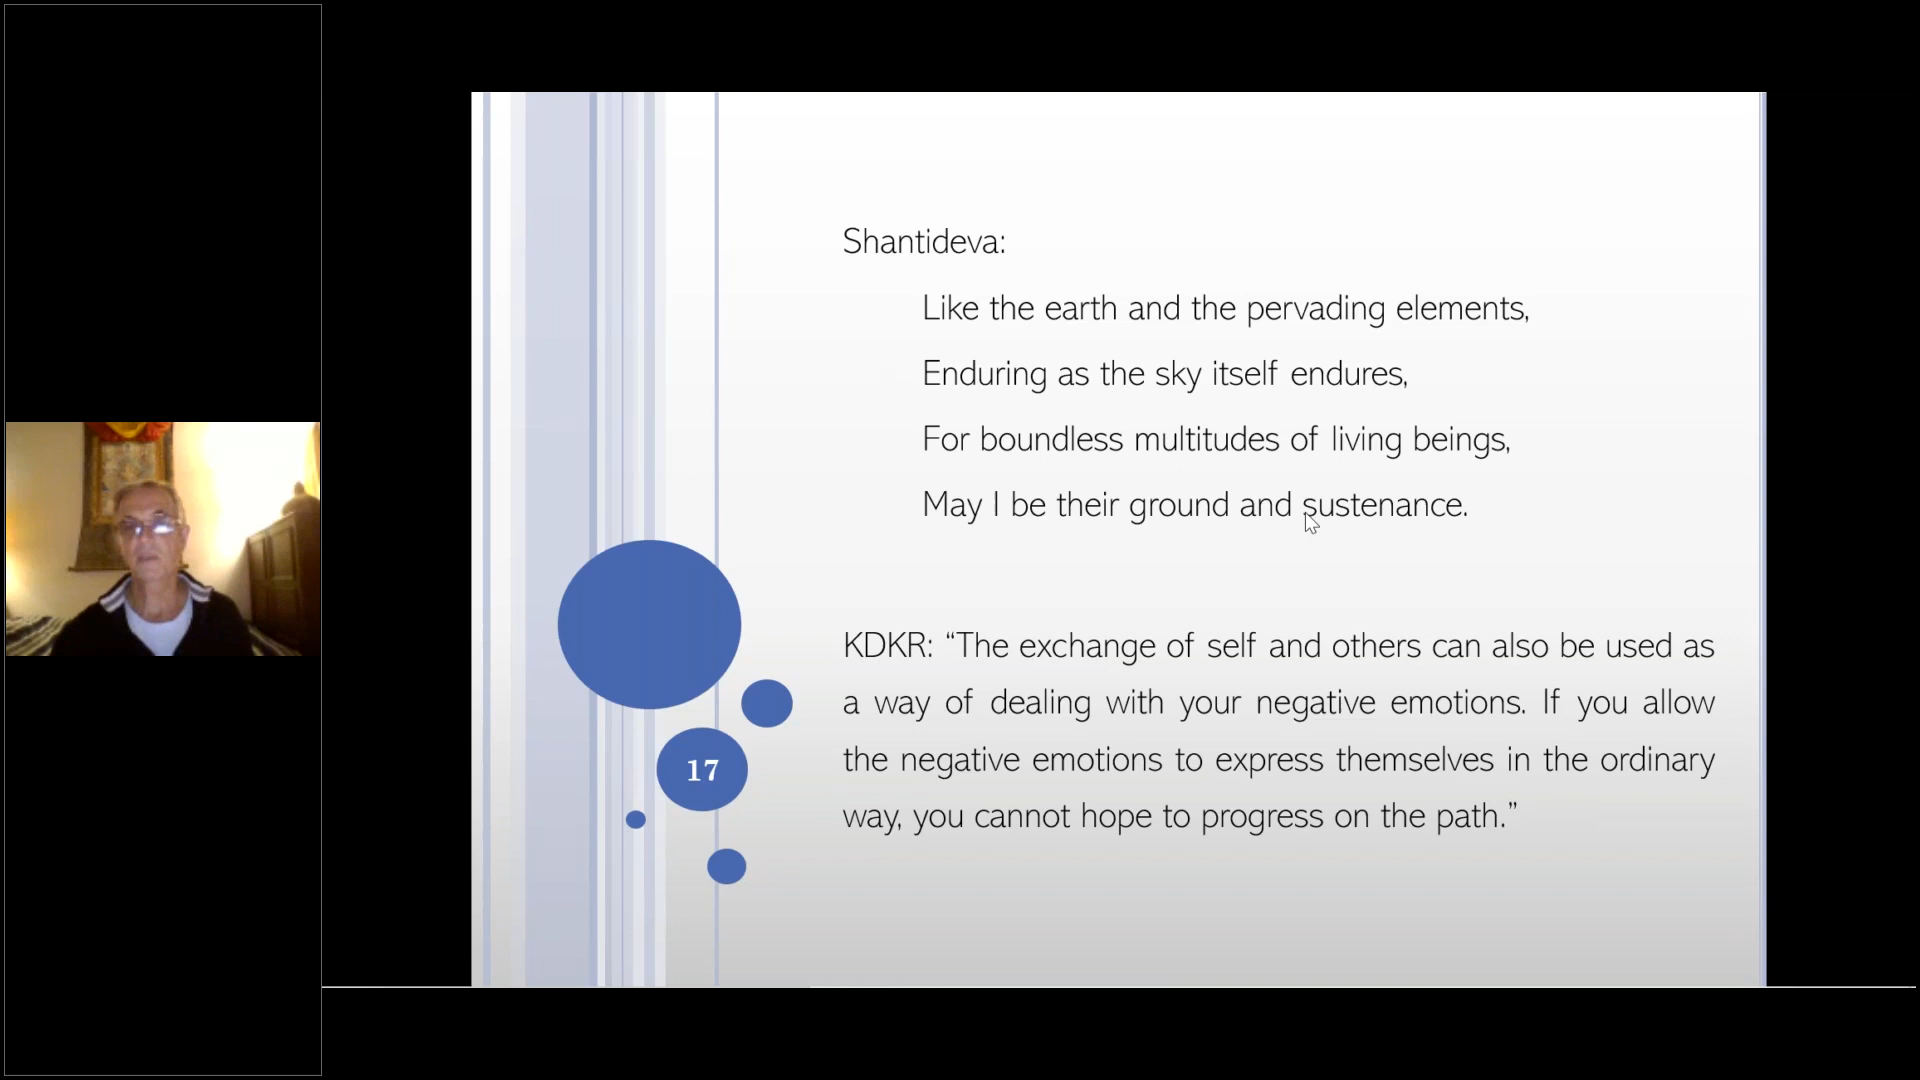 Shantideva:
Like the earth and the pervading elements,
Enduring as the sky itself endures,
For boundless multitudes of living beings,
May I be their ground and sustenance.
KDKR: “The exchange of self and others can also be used as
a way of dealing with your negative emotions. If you allow
the negative emotions to express themselves in the ordinary
way, you cannot hope to progress on the path.”
17